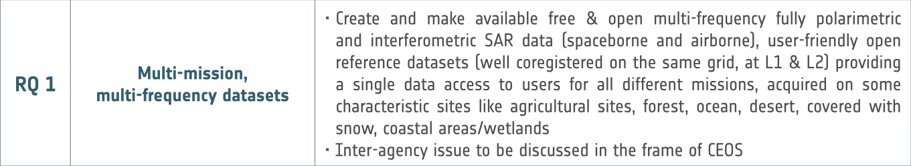 RQ 1
Multi-mission,
multi-frequency datasets
· Create and make available free & open multi-frequency fully polarimetric
and interferometric SAR data (spaceborne and airborne), user-friendly open
reference datasets (well coregistered on the same grid, at L1 & L2) providing
a single data access to users for all different missions, acquired on some
characteristic sites like agricultural sites, forest, ocean, desert, covered with
snow, coastal areas/wetlands
· Inter-agency issue to be discussed in the frame of CEOS